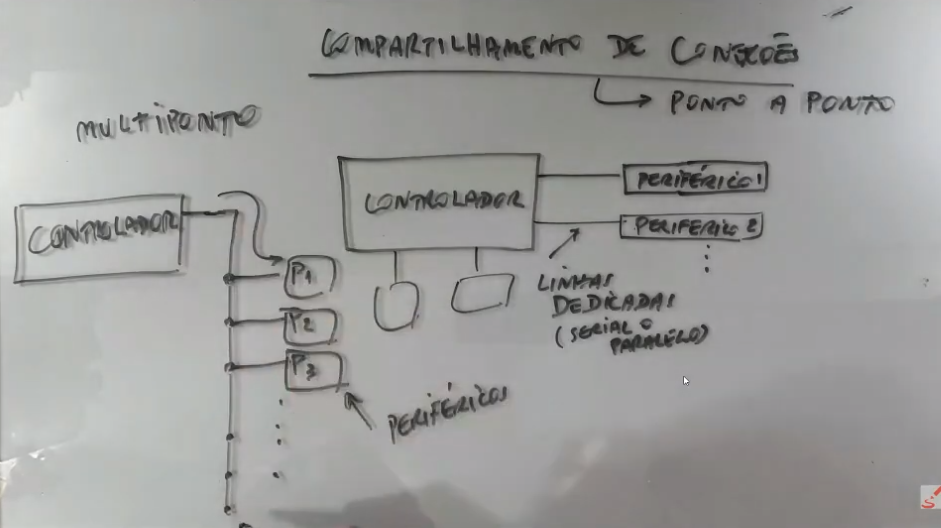 COMPARTILHAMENTO DE CONEXÕES
PONTO A PONTO
MULTIPONTO
CONTROLADOR
P1
P2
P3
PERIFÉRICOS
CONTROLADOR
PERIFÉRICO 1
PERIFERICO 2
LINHAS
DEDICADAS
(SERIAL O
PARALELO)